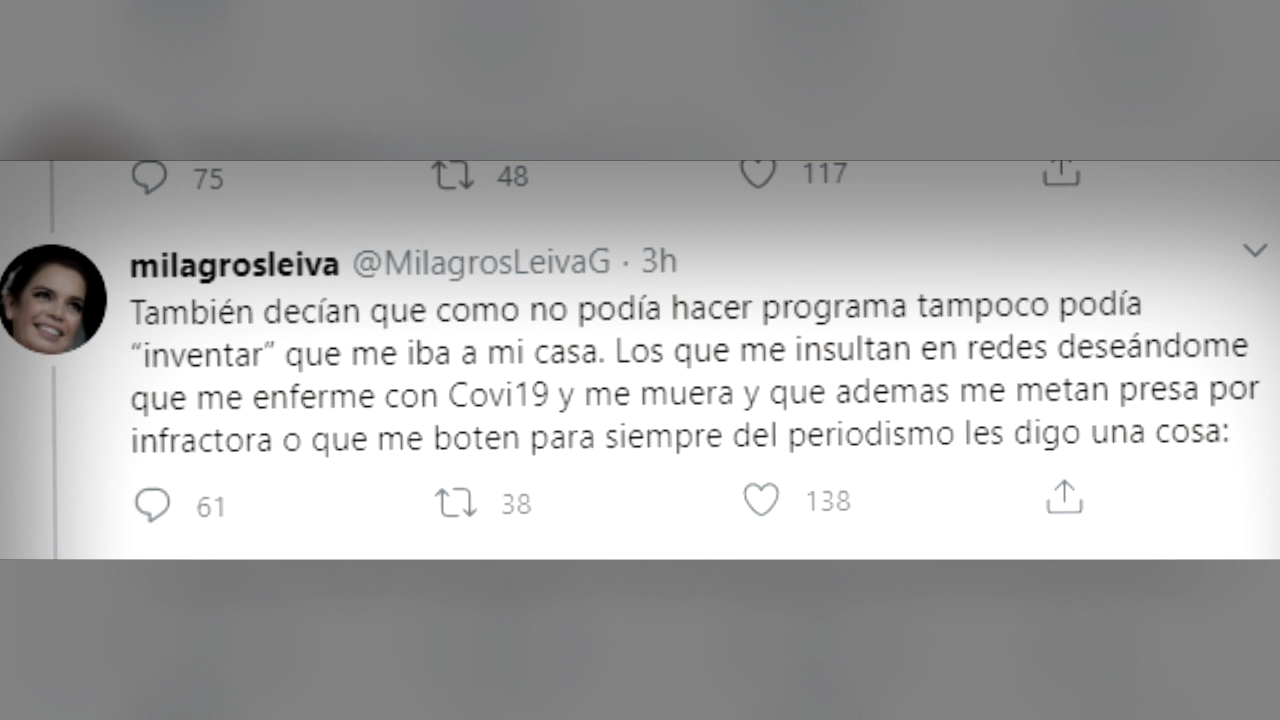 75 48 117
milagrosleiva @MilagrosLeivaG · 3h
También decían que como no podía hacer programa tampoco podía
“inventar” que me iba a mi casa. Los que me insultan en redes deseándome
que me enferme con Covi19 y me muera y que ademas me metan presa por
infractora o que me boten para siempre del periodismo les digo una cosa:
61 38 138